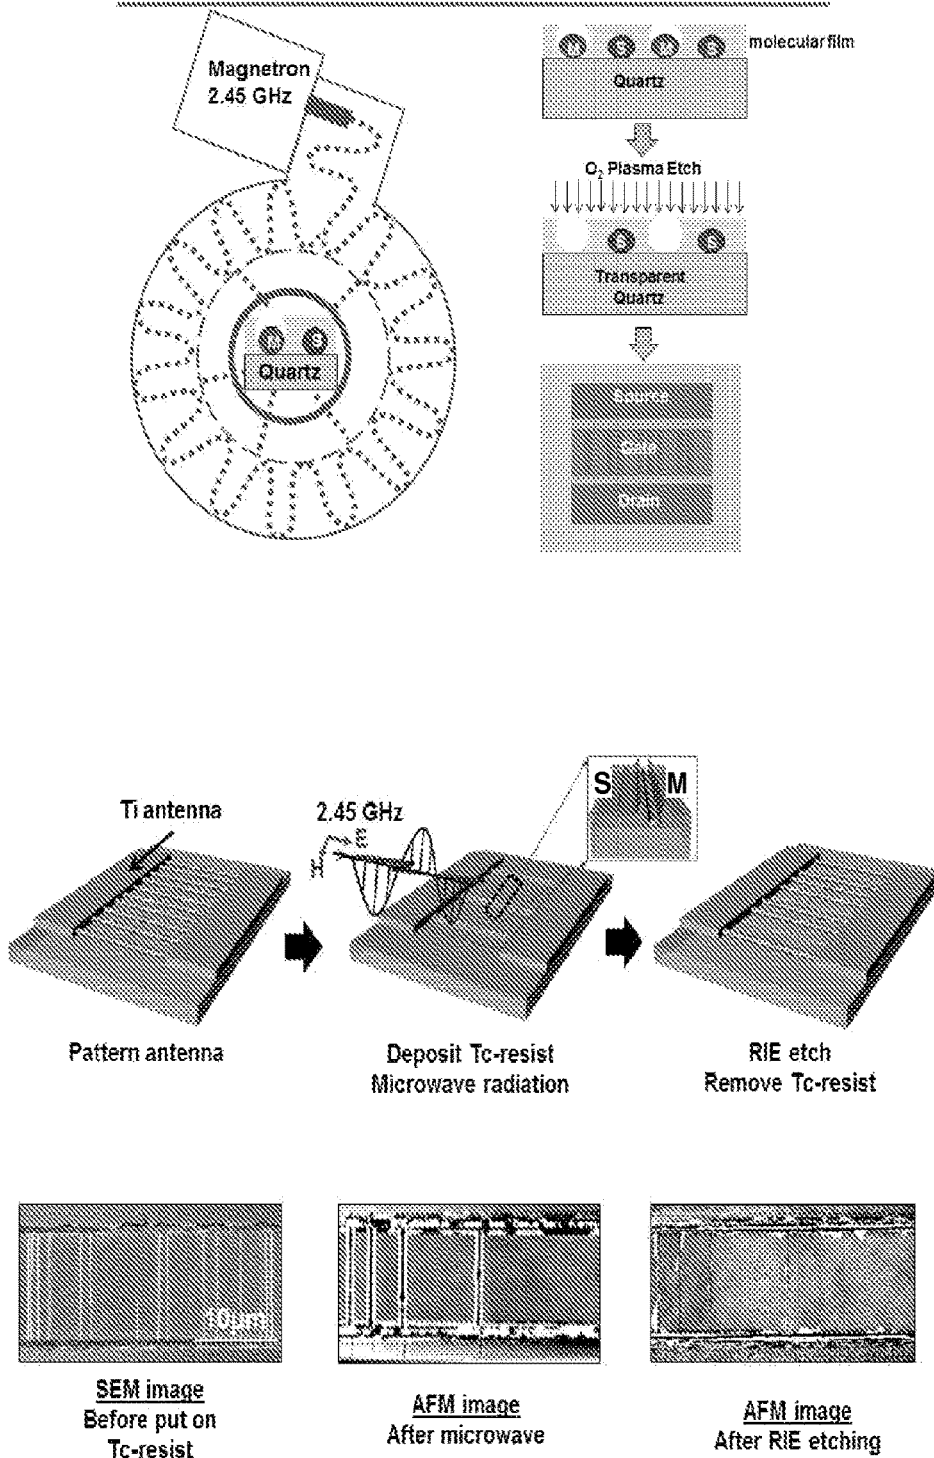 Magnetron
2.45 GHz
M S
Quartz
M S M S
molecular film
Quartz
O2 Plasma Etch
S S
Transparent
Quartz
Source
Gate
Drain
Ti antenna
2.45 GHz
E
H
S M
Pattern antenna
Deposit Tc-resist
Microwave radiation
RIE etch
Remove Tc-resist
10μm
SEM image
Before put on
Tc-resist
AFM image
After microwave
AFM image
After RIE etching